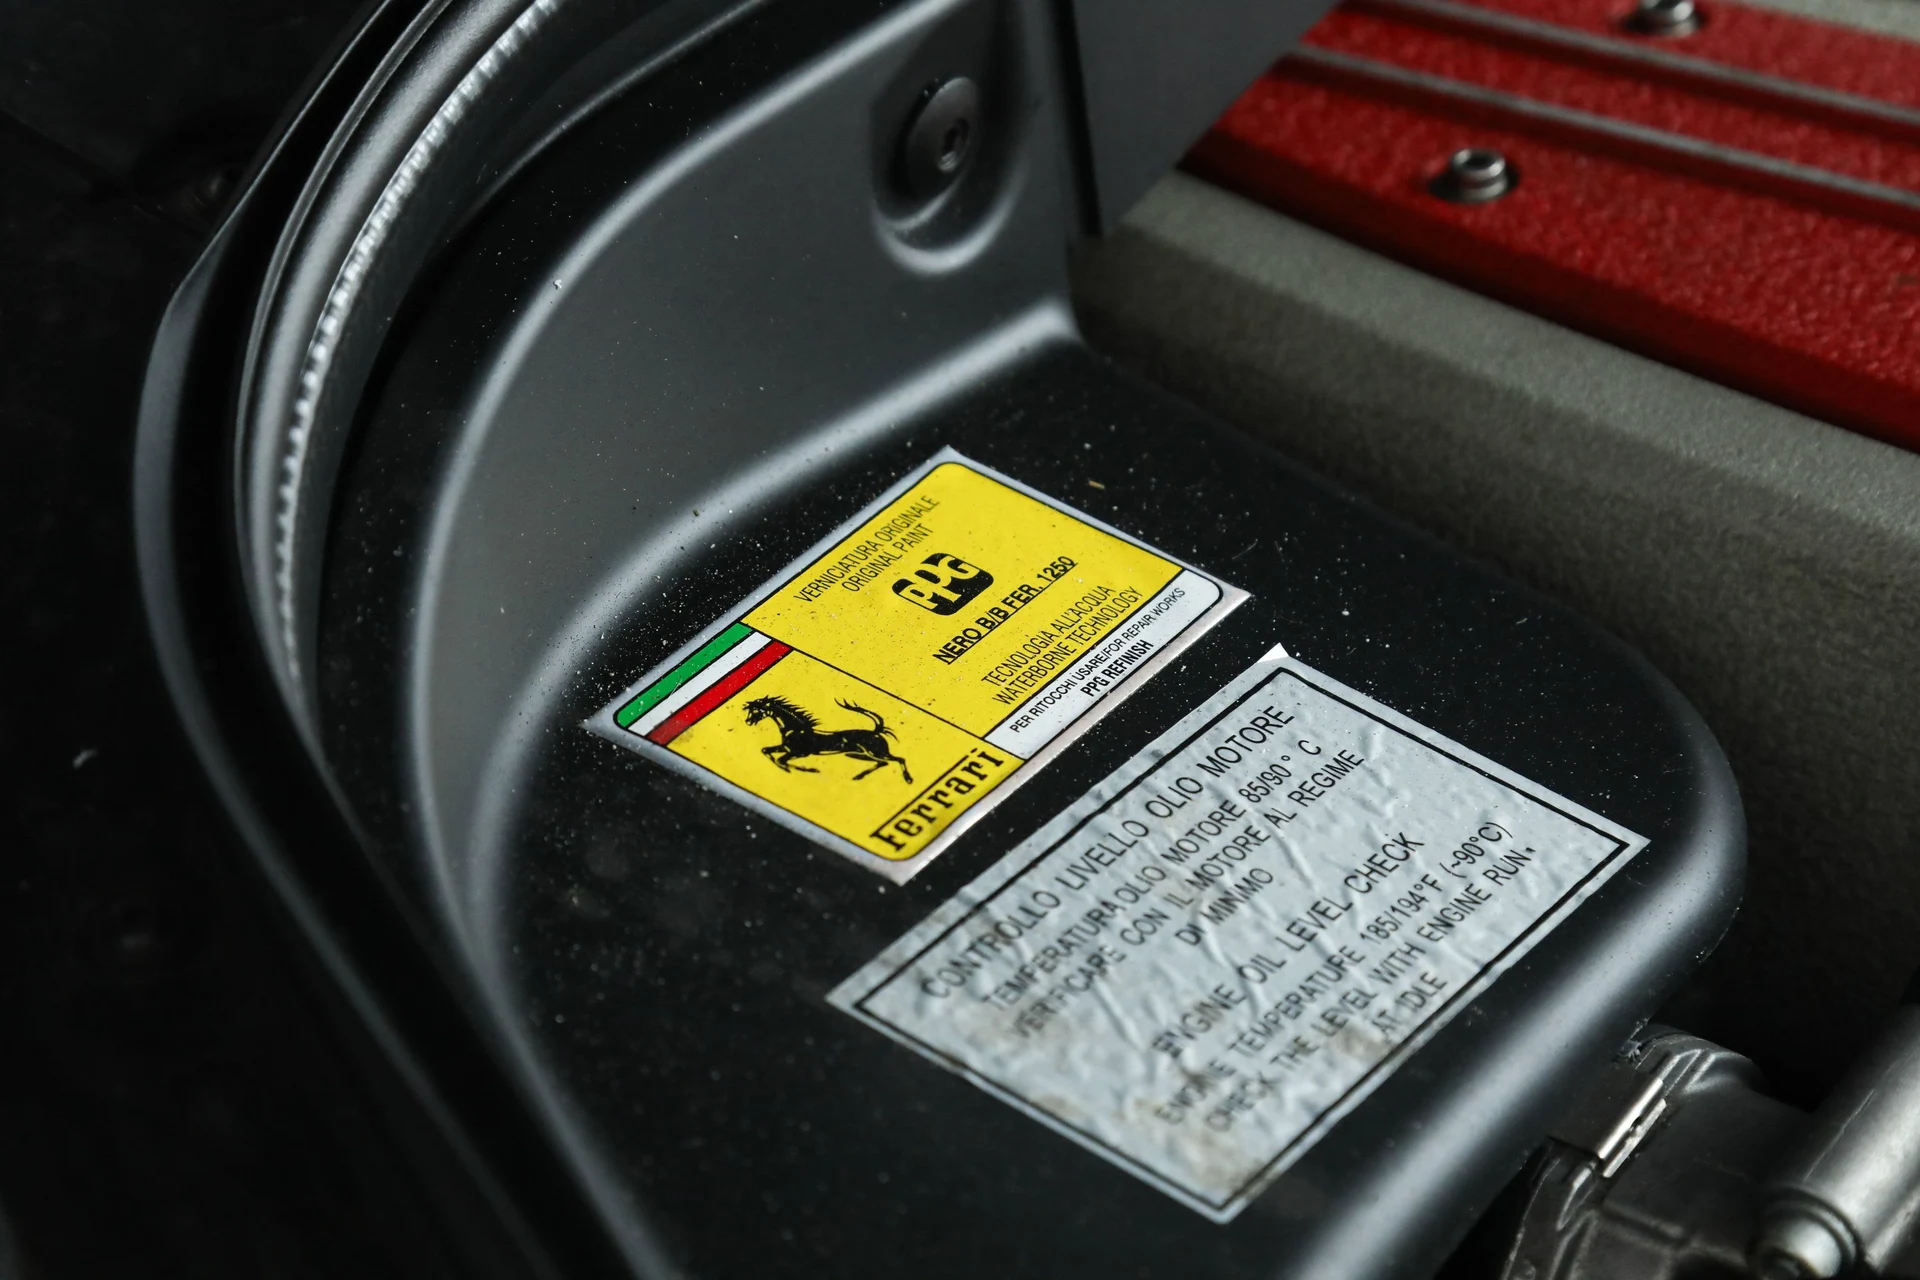 VERNICIATURA ORIGINALE
ORIGINAL PAINT
PPG
NERO B/B FER. 1250
TECNOLOGIA ALL'ACQUA
WATERBORNE TECHNOLOGY
PER RITOCCHI USARE/FOR REPAIR WORKS
PPG REFINISH
Ferrari
CONTROLLO LIVELLO OLIO MOTORE
TEMPERATURA OLIO MOTORE 85/90° C
VERIFICARE CON IL MOTORE AL REGIME
DI MINIMO
ENGINE OIL LEVEL CHECK
ENGINE TEMPERATURE 185/194°F (~90°C)
CHECK THE LEVEL WITH ENGINE RUN.
AT IDLE